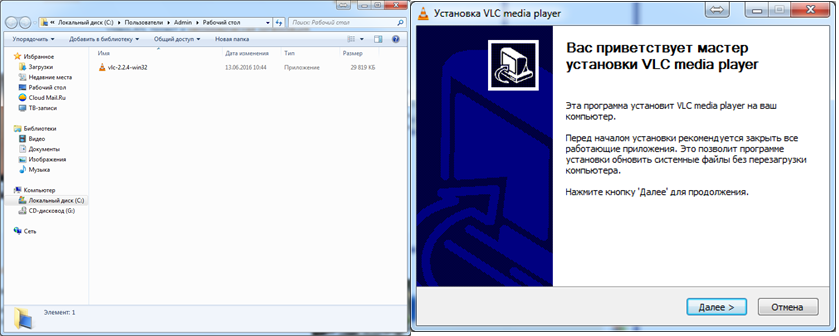 Локальный диск (C:) ▸ Пользователи ▸ Admin ▸ Рабочий стол
Поиск: Рабочий стол
Упорядочить
Добавить в библиотеку
Общий доступ
Новая папка
Избранное
Загрузки
Недавние места
Рабочий стол
Cloud Mail.Ru
ТВ-записи
Библиотеки
Видео
Документы
Изображения
Музыка
Компьютер
Локальный диск (C:)
CD-дисковод (G:)
Сеть
Имя
Дата изменения
Тип
Размер
vlc-2.2.4-win32
13.06.2016 10:44
Приложение
29 819 КБ
Элемент: 1
Установка VLC media player
Вас приветствует мастер
установки VLC media player
Эта программа установит VLC media player на ваш
компьютер.
Перед началом установки рекомендуется закрыть все
работающие приложения. Это позволит программе
установки обновить системные файлы без перезагрузки
компьютера.
Нажмите кнопку 'Далее' для продолжения.
Далее >
Отмена